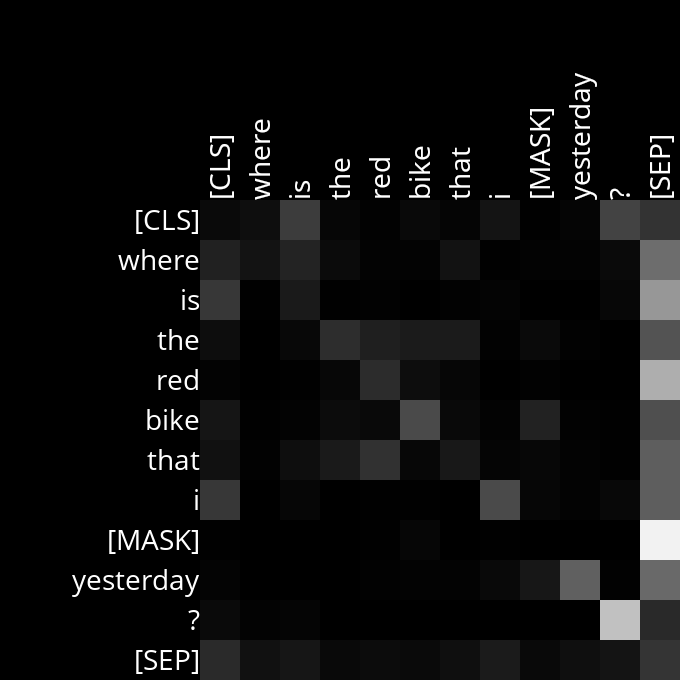 [CLS] where is the red bike that i [MASK] yesterday ? [SEP]
[CLS]
where
is
the
red
bike
that
i
[MASK]
yesterday
?
[SEP]